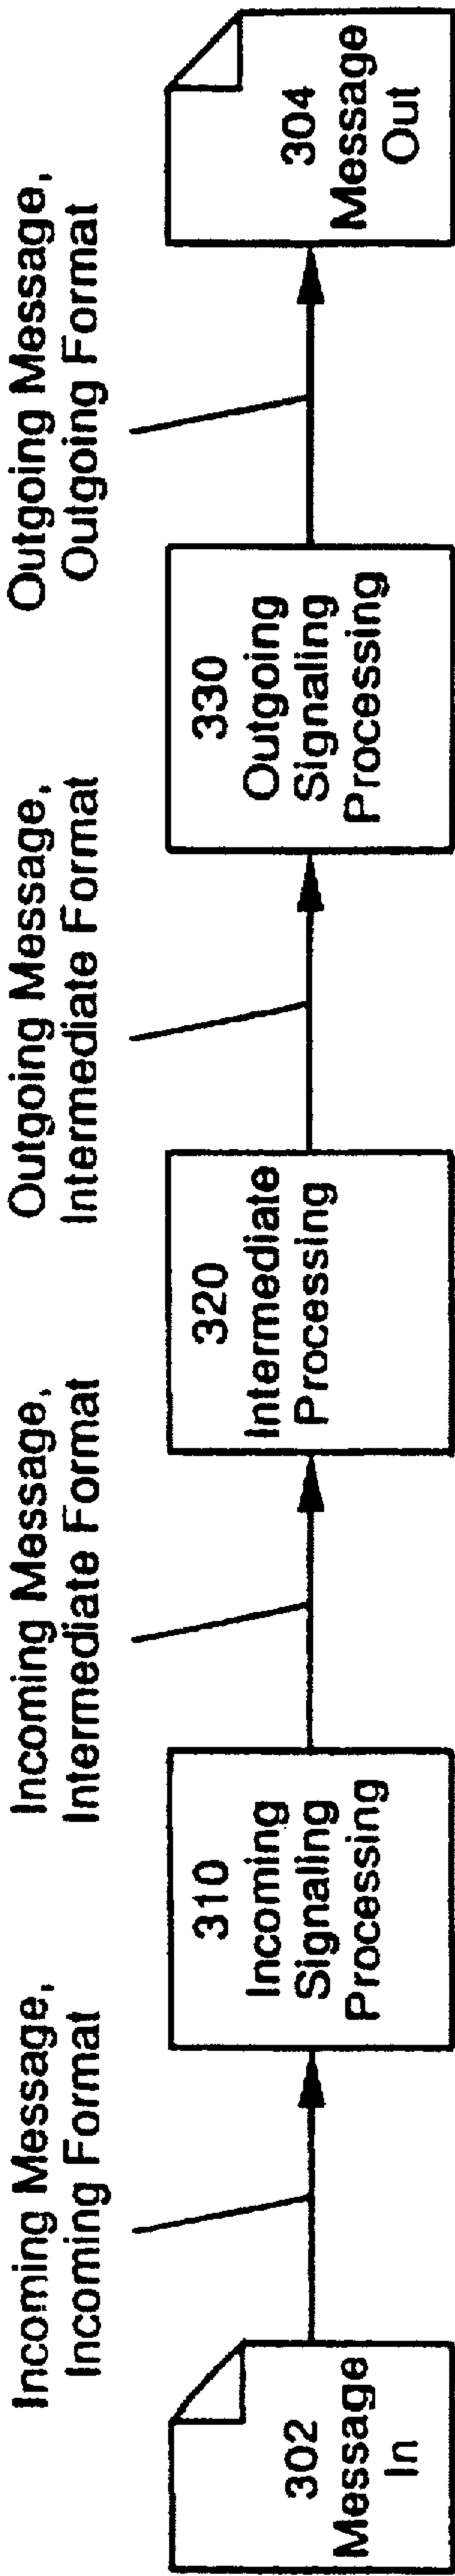 Incoming Message,
Incoming Format
Incoming Message,
Intermediate Format
Outgoing Message,
Intermediate Format
Outgoing Message,
Outgoing Format
302
Message
In
310
Incoming
Signaling
Processing
320
Intermediate
Processing
330
Outgoing
Signaling
Processing
304
Message
Out